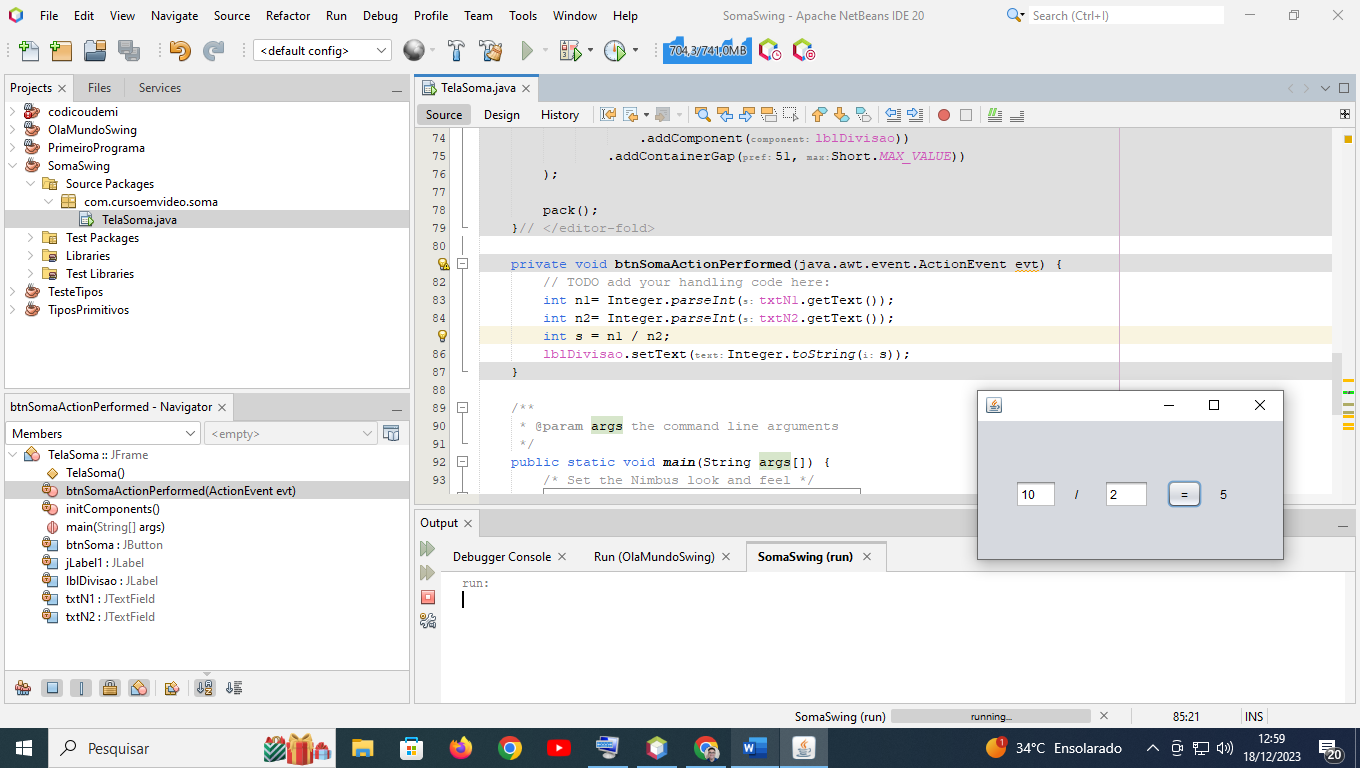 File Edit View Navigate Source Refactor Run Debug Profile Team Tools Window Help
SomaSwing - Apache NetBeans IDE 20
Search (Ctrl+I)
<default config>
704,3/741,0MB
Projects
Files
Services
codicoudemi
OlaMundoSwing
PrimeiroPrograma
SomaSwing
Source Packages
com.cursoemvideo.soma
TelaSoma.java
Test Packages
Libraries
Test Libraries
TesteTipos
TiposPrimitivos
btnSomaActionPerformed - Navigator
Members
<empty>
TelaSoma :: JFrame
TelaSoma()
btnSomaActionPerformed(ActionEvent evt)
initComponents()
main(String[] args)
btnSoma : JButton
jLabel1 : JLabel
lblDivisao : JLabel
txtN1 : JTextField
txtN2 : JTextField
TelaSoma.java
Source Design History
74 .addComponent(component: lblDivisao))
75 .addContainerGap(pref: 51, max: Short.MAX_VALUE))
76 );
77
78 pack();
79 }// </editor-fold>
80
private void btnSomaActionPerformed(java.awt.event.ActionEvent evt) {
82 // TODO add your handling code here:
83 int n1= Integer.parseInt(s: txtN1.getText());
84 int n2= Integer.parseInt(s: txtN2.getText());
int s = n1 / n2;
86 lblDivisao.setText(text: Integer.toString(i: s));
87 }
88
89 /**
90 * @param args the command line arguments
91 */
92 public static void main(String args[]) {
93 /* Set the Nimbus look and feel */
10 / 2 = 5
Output
Debugger Console
Run (OlaMundoSwing)
SomaSwing (run)
run:
SomaSwing (run)
running...
85:21
INS
Pesquisar
34°C Ensolarado
12:59
18/12/2023
20